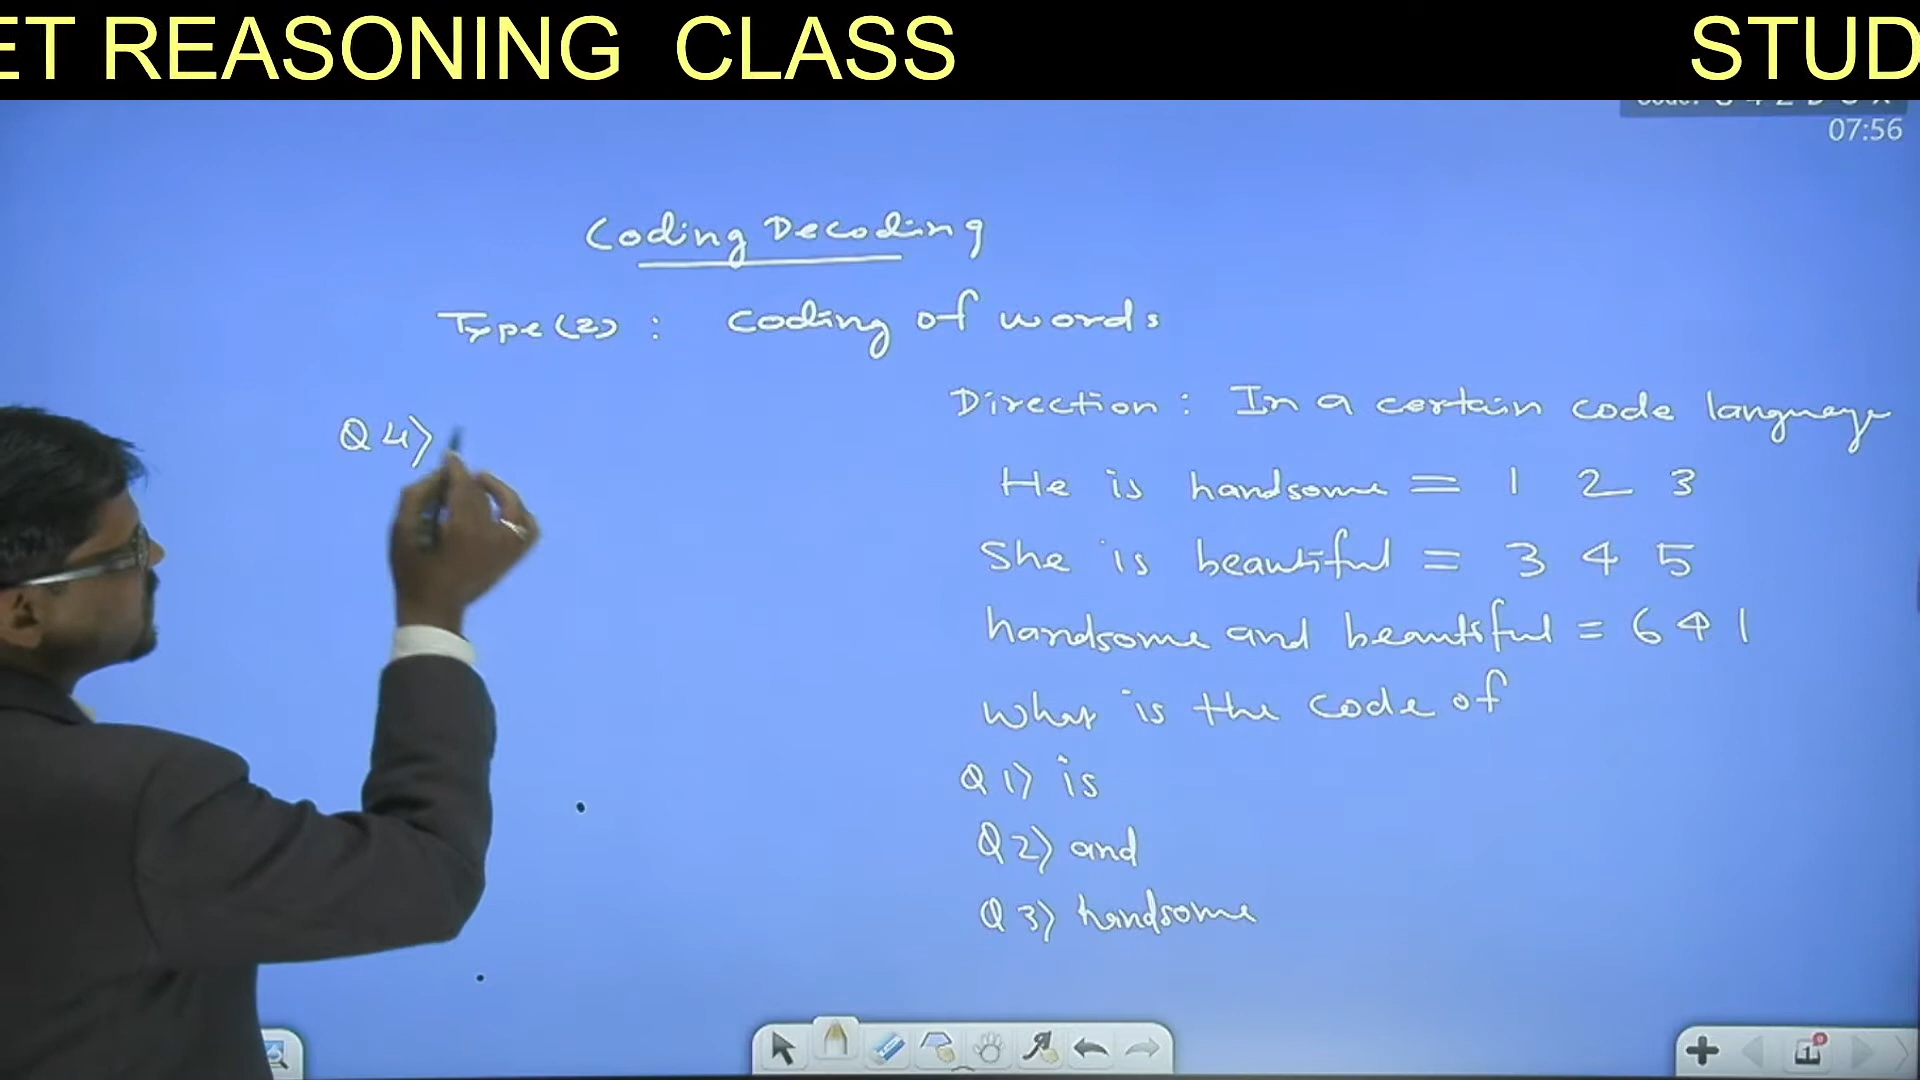 ET REASONING CLASS STUD
07:56
Coding Decoding
Type (2) : Coding of words
Direction : In a certain code language
Q4)
He is handsome = 1 2 3
She is beautiful = 3 4 5
handsome and beautiful = 6 4 1
What is the code of
Q 1) is
Q 2) and
Q 3) handsome